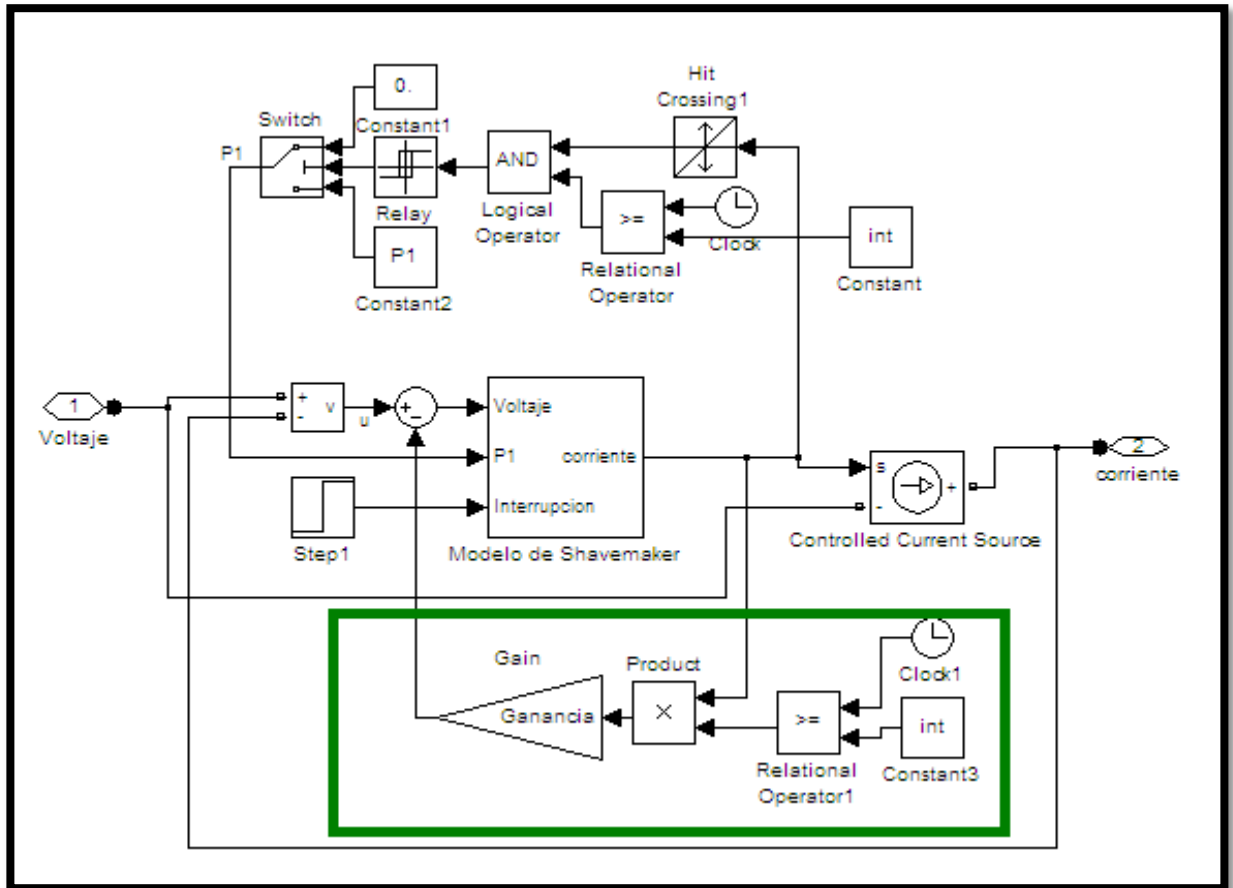 Hit
Crossing1
0.
Constant1
Switch
P1
AND
Relay
Logical
Operator
>=
Clock
int
Relational
Operator
Constant
P1
Constant2
1
Voltaje
+
-
v
u
+
-
Voltaje
P1
corriente
Interrupcion
Step1
Modelo de Shavemaker
s
+
-
Controlled Current Source
2
corriente
Gain
Product
Clock1
Ganancia
×
>=
int
Relational
Operator1
Constant3